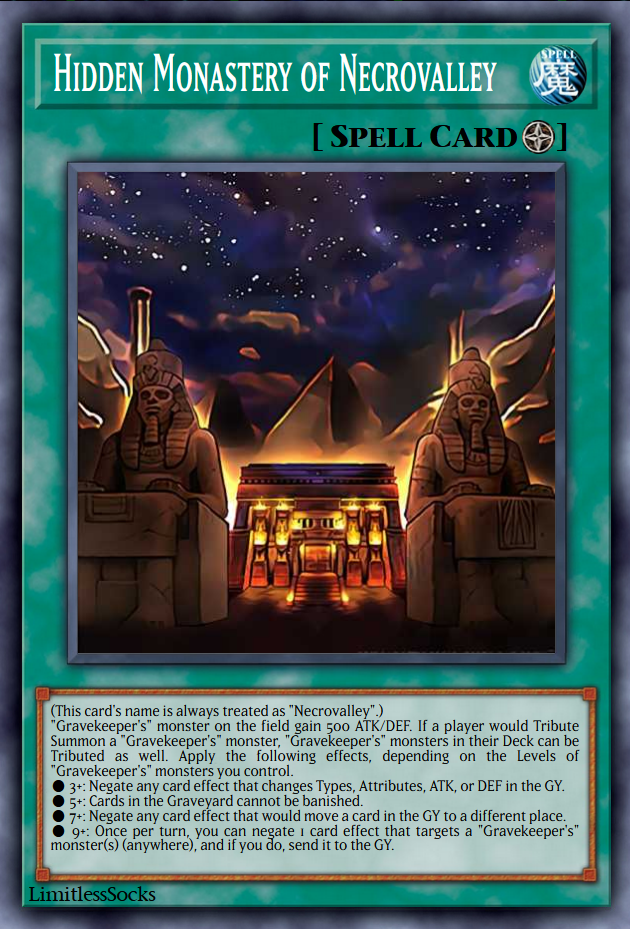 Hidden Monastery of Necrovalley
SPELL
魔
[ Spell Card ]
(This card's name is always treated as "Necrovalley".)
"Gravekeeper's" monster on the field gain 500 ATK/DEF. If a player would Tribute
Summon a "Gravekeeper's" monster, "Gravekeeper's" monsters in their Deck can be
Tributed as well. Apply the following effects, depending on the Levels of
"Gravekeeper's" monsters you control.
● 3+: Negate any card effect that changes Types, Attributes, ATK, or DEF in the GY.
● 5+: Cards in the Graveyard cannot be banished.
● 7+: Negate any card effect that would move a card in the GY to a different place.
● 9+: Once per turn, you can negate 1 card effect that targets a "Gravekeeper's"
monster(s) (anywhere), and if you do, send it to the GY.
LimitlessSocks